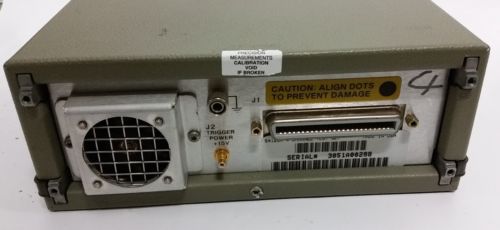 PRECISION
MEASUREMENTS
CALIBRATION
VOID
IF BROKEN
CAUTION: ALIGN DOTS
TO PREVENT DAMAGE
4
J1
J2
TRIGGER
POWER
+15V
SERIAL# 3051A00280